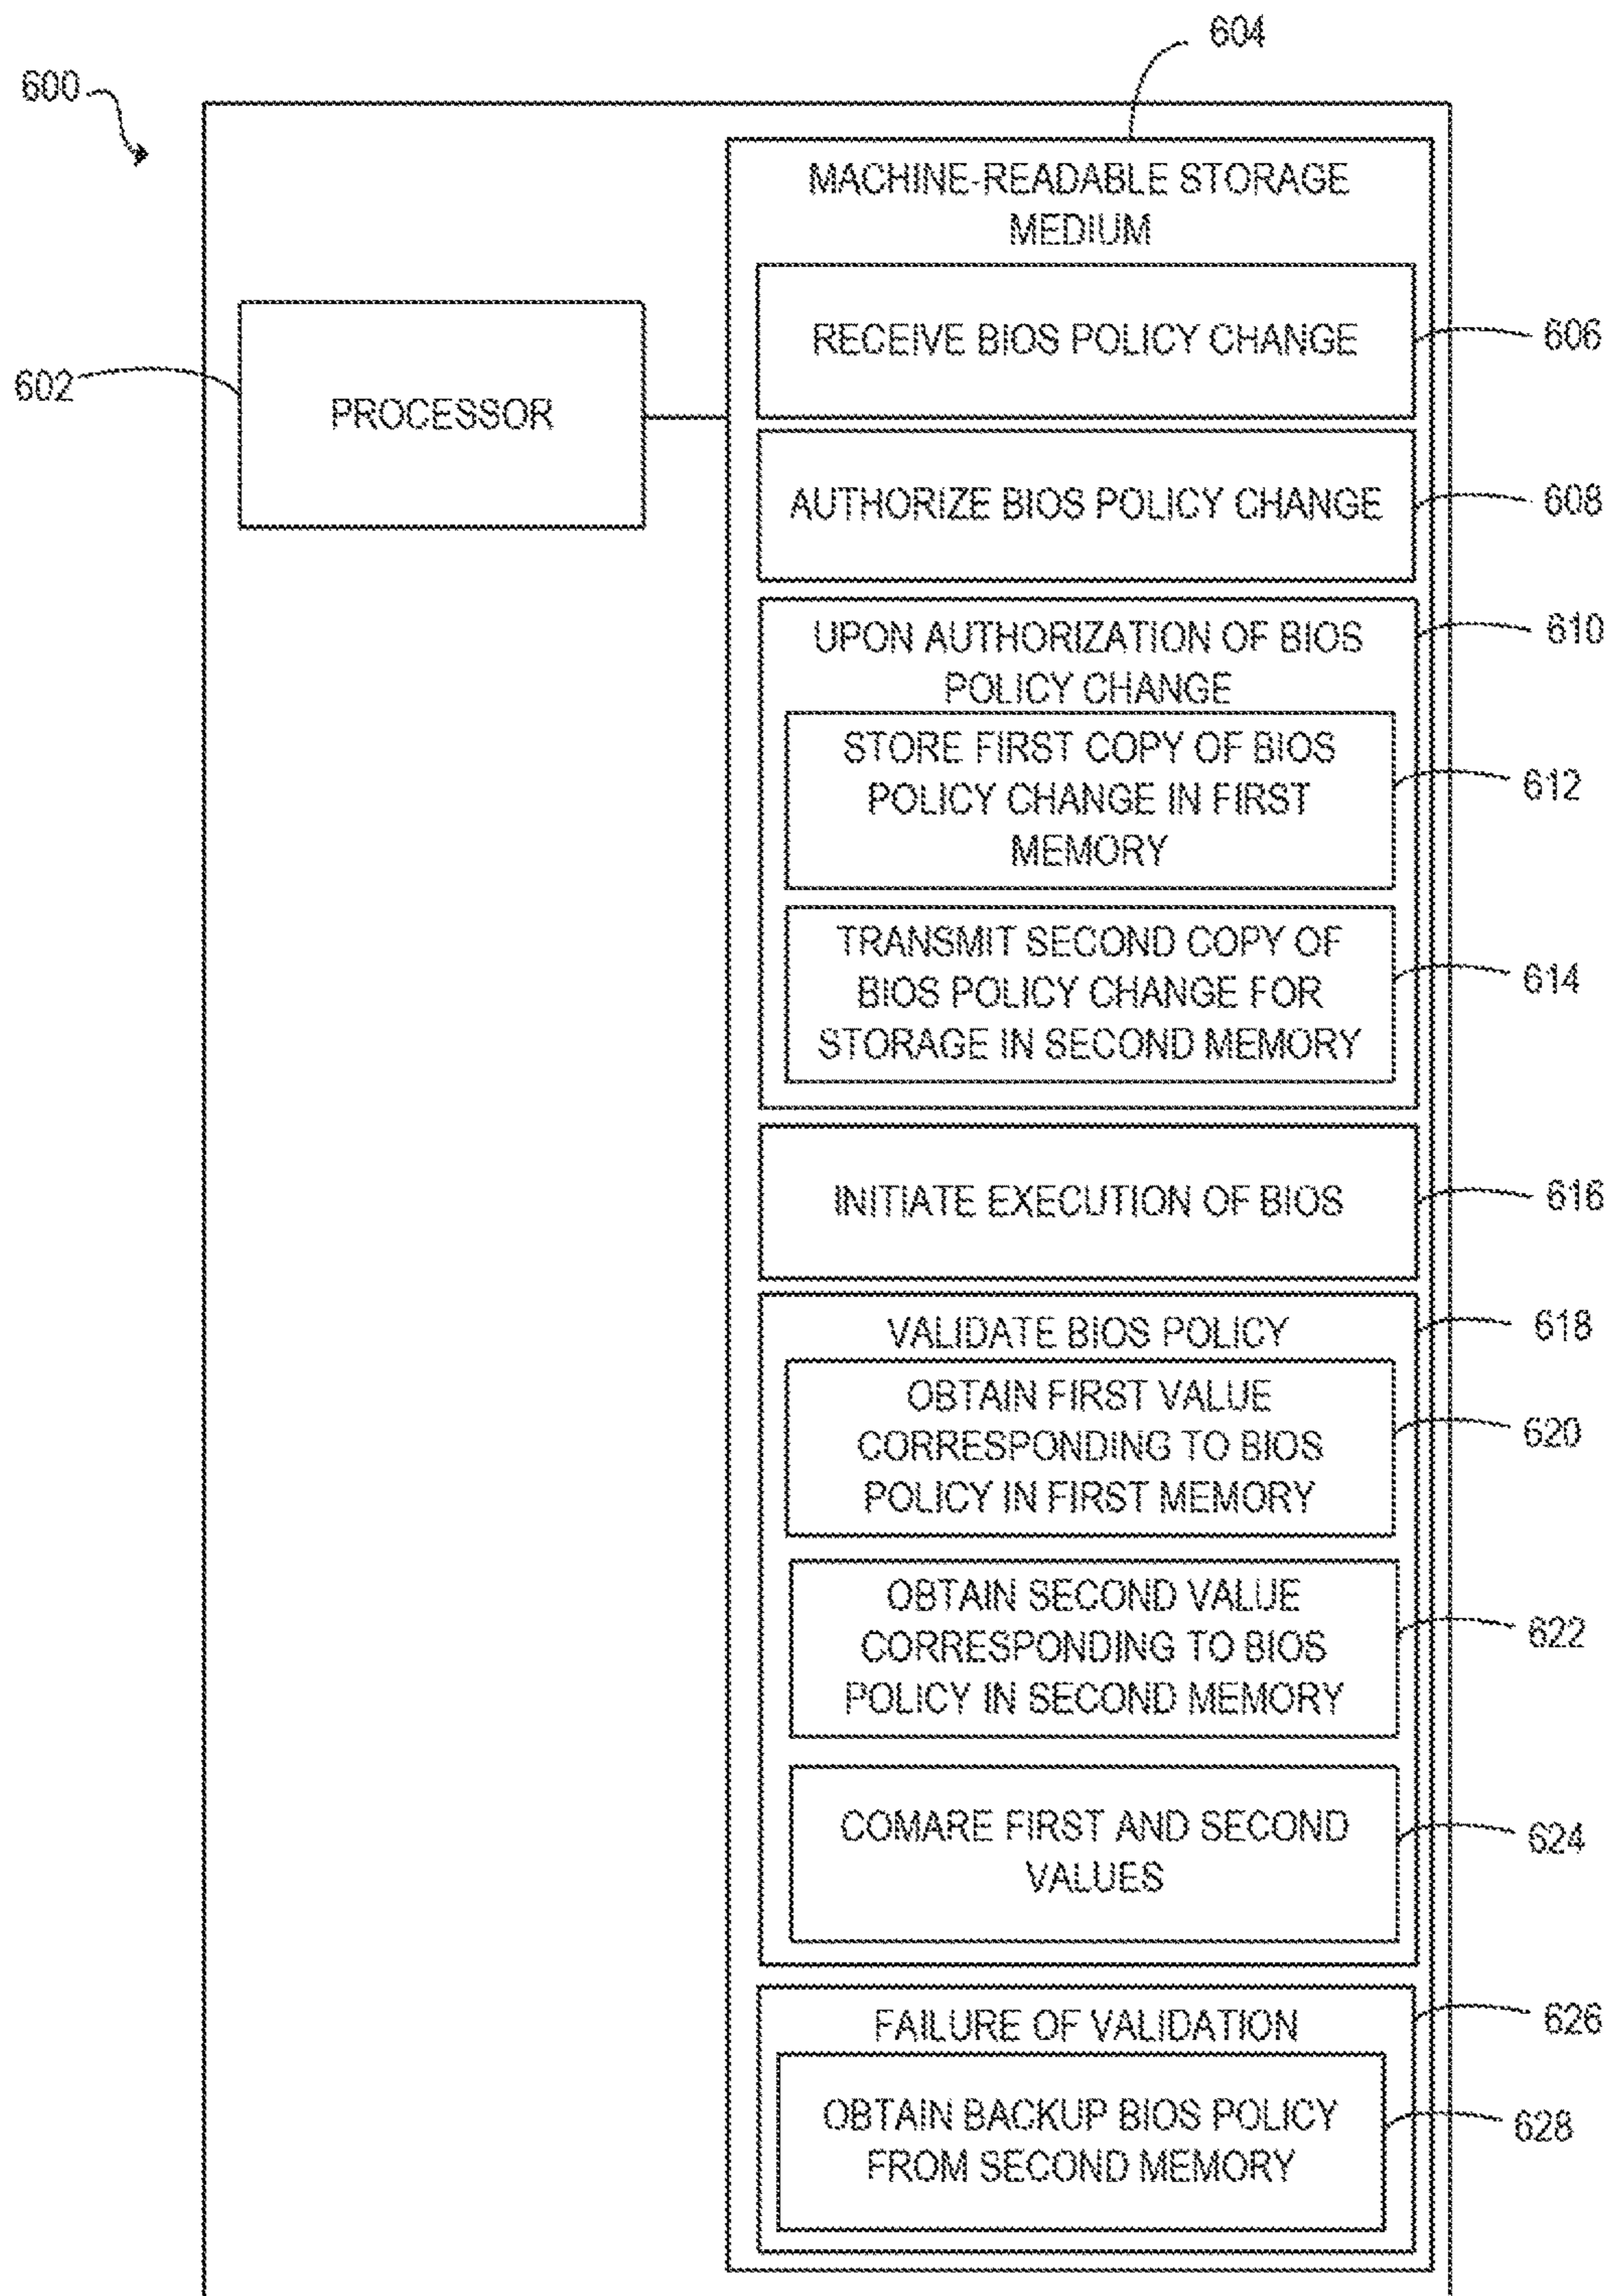 604
600
MACHINE-READABLE STORAGE
MEDIUM
RECEIVE BIOS POLICY CHANGE
606
602
PROCESSOR
AUTHORIZE BIOS POLICY CHANGE
608
UPON AUTHORIZATION OF BIOS
POLICY CHANGE
610
STORE FIRST COPY OF BIOS
POLICY CHANGE IN FIRST
MEMORY
612
TRANSMIT SECOND COPY OF
BIOS POLICY CHANGE FOR
STORAGE IN SECOND MEMORY
614
INITIATE EXECUTION OF BIOS
616
VALIDATE BIOS POLICY
618
OBTAIN FIRST VALUE
CORRESPONDING TO BIOS
POLICY IN FIRST MEMORY
620
OBTAIN SECOND VALUE
CORRESPONDING TO BIOS
POLICY IN SECOND MEMORY
622
COMARE FIRST AND SECOND
VALUES
624
FAILURE OF VALIDATION
626
OBTAIN BACKUP BIOS POLICY
FROM SECOND MEMORY
628